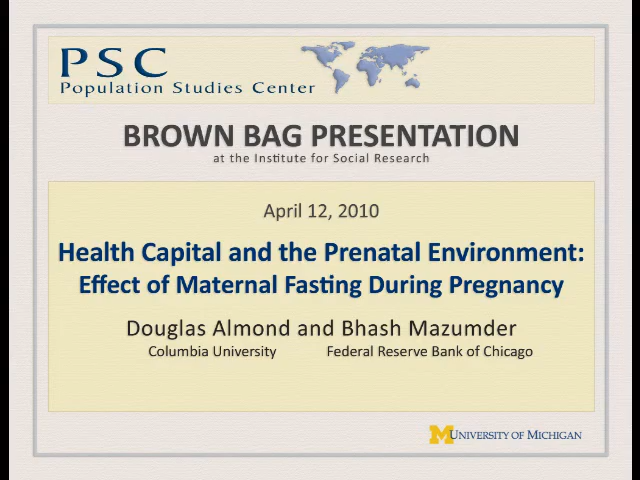 PSC
Population Studies Center
BROWN BAG PRESENTATION
at the Institute for Social Research
April 12, 2010
Health Capital and the Prenatal Environment:
Effect of Maternal Fasting During Pregnancy
Douglas Almond and Bhash Mazumder
Columbia University Federal Reserve Bank of Chicago
M UNIVERSITY OF MICHIGAN